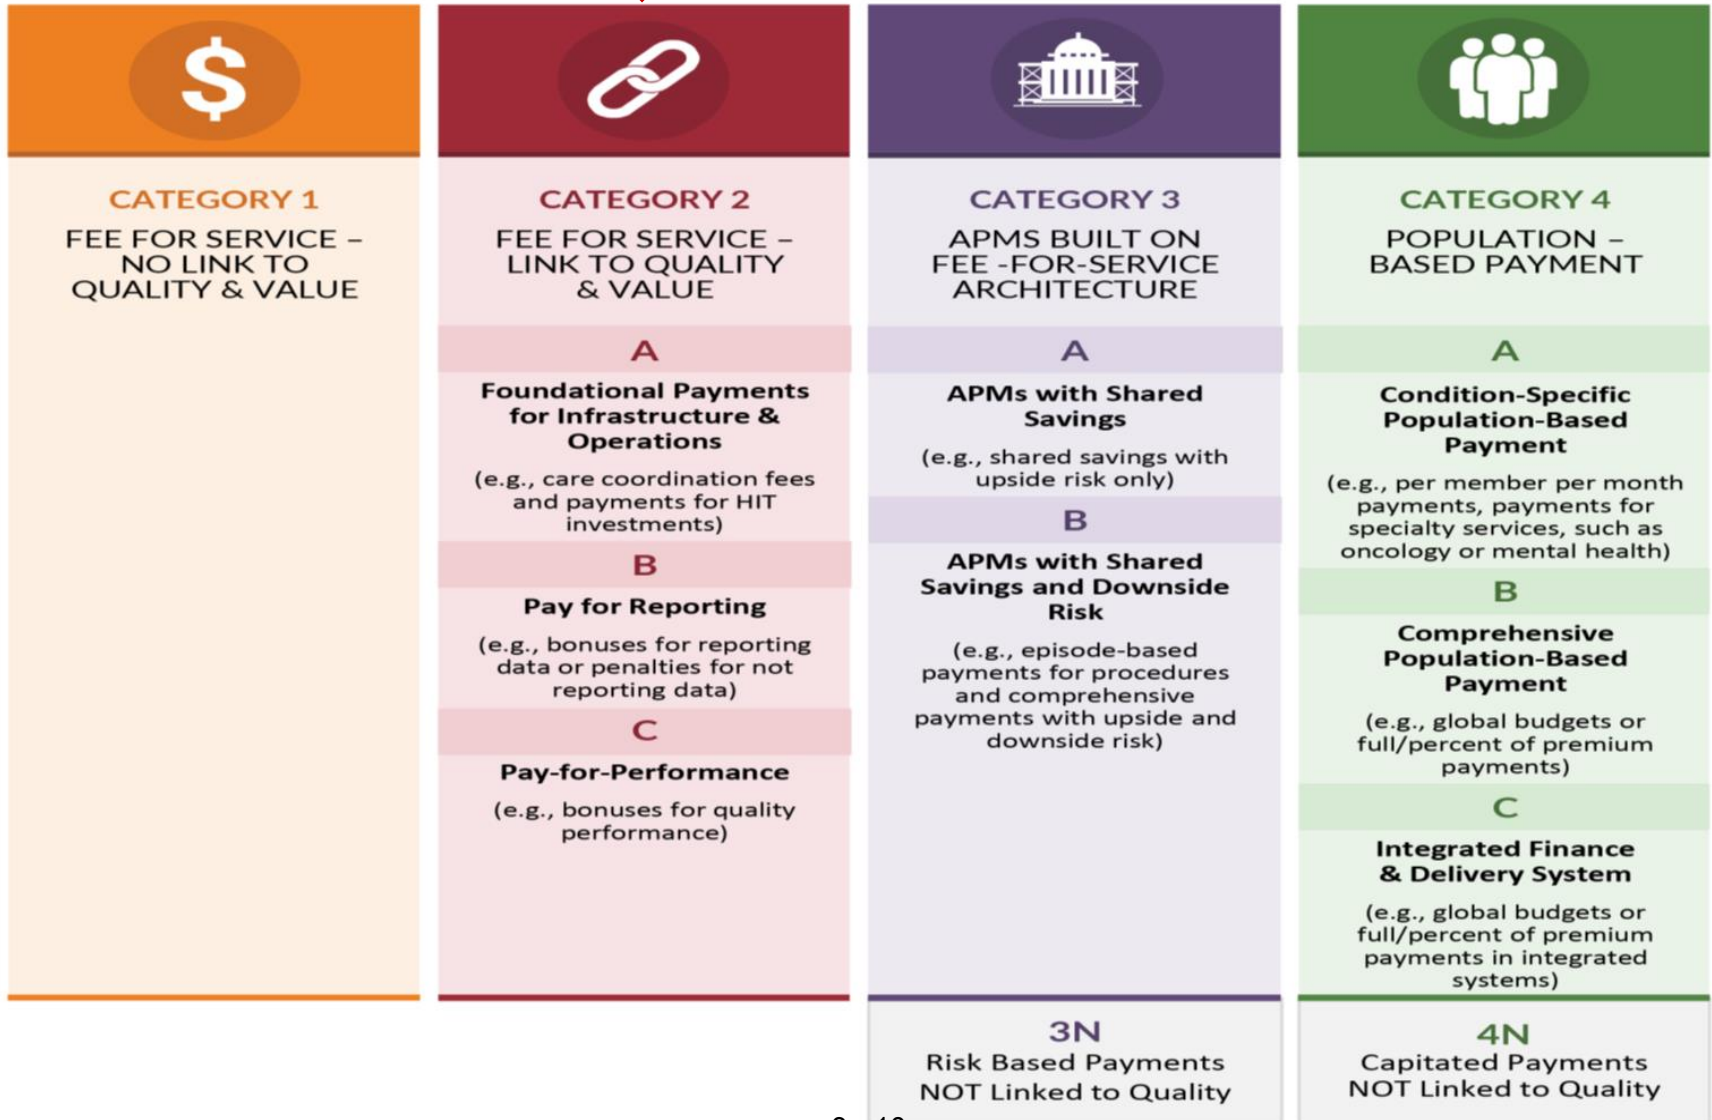 $
CATEGORY 1
FEE FOR SERVICE –
NO LINK TO
QUALITY & VALUE
CATEGORY 2
FEE FOR SERVICE –
LINK TO QUALITY
& VALUE
A
Foundational Payments
for Infrastructure &
Operations
(e.g., care coordination fees
and payments for HIT
investments)
B
Pay for Reporting
(e.g., bonuses for reporting
data or penalties for not
reporting data)
C
Pay-for-Performance
(e.g., bonuses for quality
performance)
CATEGORY 3
APMS BUILT ON
FEE -FOR-SERVICE
ARCHITECTURE
A
APMs with Shared
Savings
(e.g., shared savings with
upside risk only)
B
APMs with Shared
Savings and Downside
Risk
(e.g., episode-based
payments for procedures
and comprehensive
payments with upside and
downside risk)
3N
Risk Based Payments
NOT Linked to Quality
CATEGORY 4
POPULATION –
BASED PAYMENT
A
Condition-Specific
Population-Based
Payment
(e.g., per member per month
payments, payments for
specialty services, such as
oncology or mental health)
B
Comprehensive
Population-Based
Payment
(e.g., global budgets or
full/percent of premium
payments)
C
Integrated Finance
& Delivery System
(e.g., global budgets or
full/percent of premium
payments in integrated
systems)
4N
Capitated Payments
NOT Linked to Quality